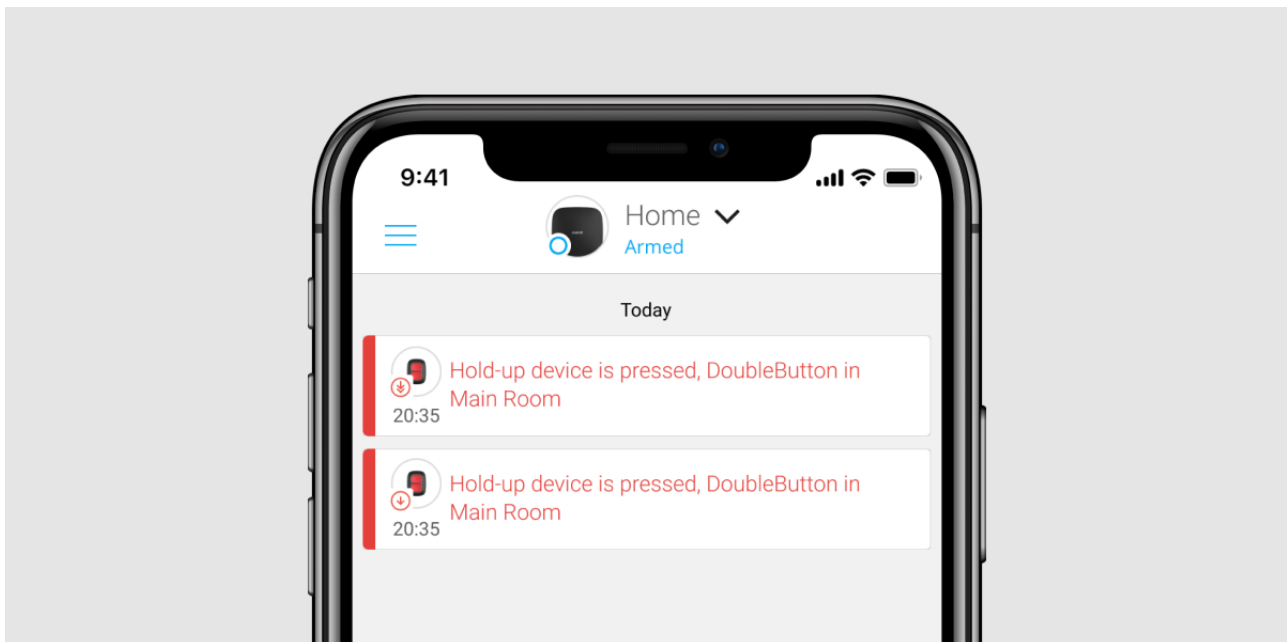 9:41
Home
Armed
Today
Hold-up device is pressed, DoubleButton in
Main Room
20:35
Hold-up device is pressed, DoubleButton in
Main Room
20:35